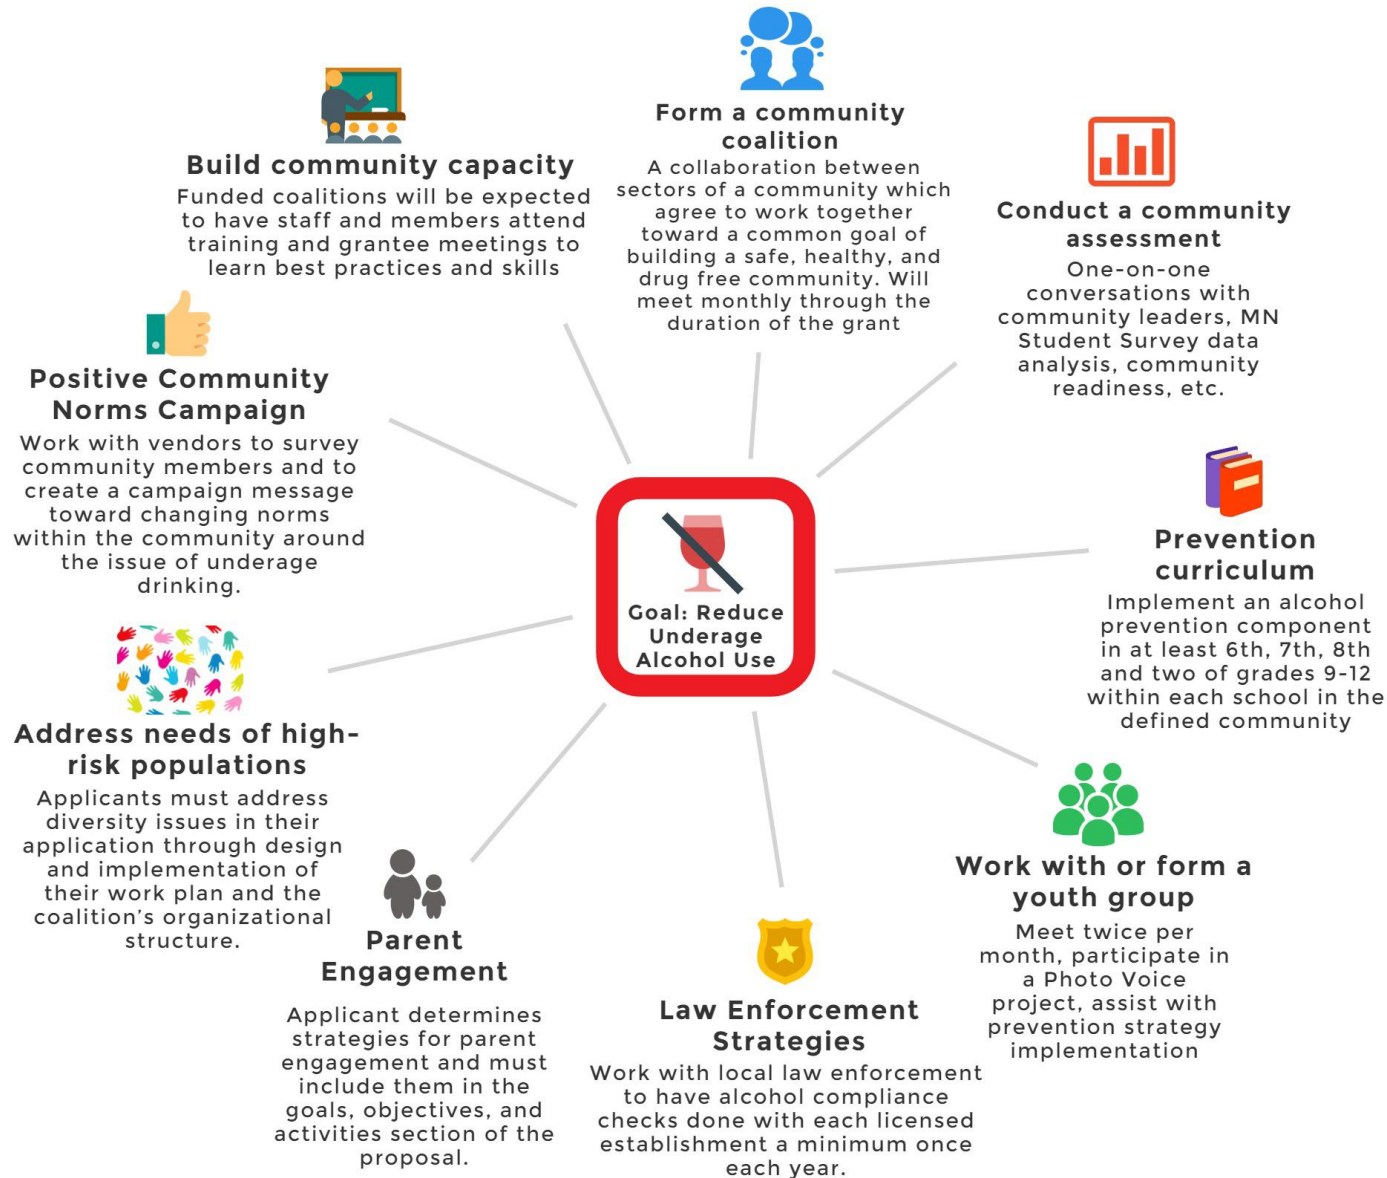 Form a community
coalition
A collaboration between
sectors of a community which
agree to work together
toward a common goal of
building a safe, healthy, and
drug free community. Will
meet monthly through the
duration of the grant
Conduct a community
assessment
One-on-one
conversations with
community leaders, MN
Student Survey data
analysis, community
readiness, etc.
Prevention
curriculum
Implement an alcohol
prevention component
in at least 6th, 7th, 8th
and two of grades 9-12
within each school in the
defined community
Work with or form a
youth group
Meet twice per
month, participate in
a Photo Voice
project, assist with
prevention strategy
implementation
Law Enforcement
Strategies
Work with local law enforcement
to have alcohol compliance
checks done with each licensed
establishment a minimum once
each year.
Parent
Engagement
Applicant determines
strategies for parent
engagement and must
include them in the
goals, objectives, and
activities section of the
proposal.
Address needs of high-
risk populations
Applicants must address
diversity issues in their
application through design
and implementation of
their work plan and the
coalition's organizational
structure.
Positive Community
Norms Campaign
Work with vendors to survey
community members and to
create a campaign message
toward changing norms
within the community around
the issue of underage
drinking.
Build community capacity
Funded coalitions will be expected
to have staff and members attend
training and grantee meetings to
learn best practices and skills
Goal: Reduce
Underage
Alcohol Use